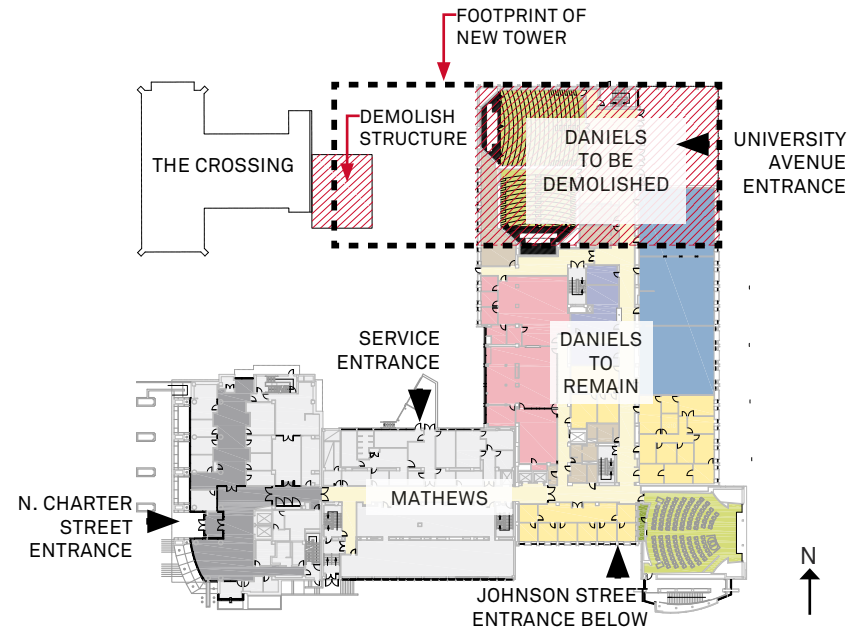 FOOTPRINT OF
NEW TOWER
DEMOLISH
STRUCTURE
THE CROSSING
DANIELS
TO BE
DEMOLISHED
UNIVERSITY
AVENUE
ENTRANCE
SERVICE
ENTRANCE
DANIELS
TO
REMAIN
N. CHARTER
STREET
ENTRANCE
MATHEWS
N
JOHNSON STREET
ENTRANCE BELOW